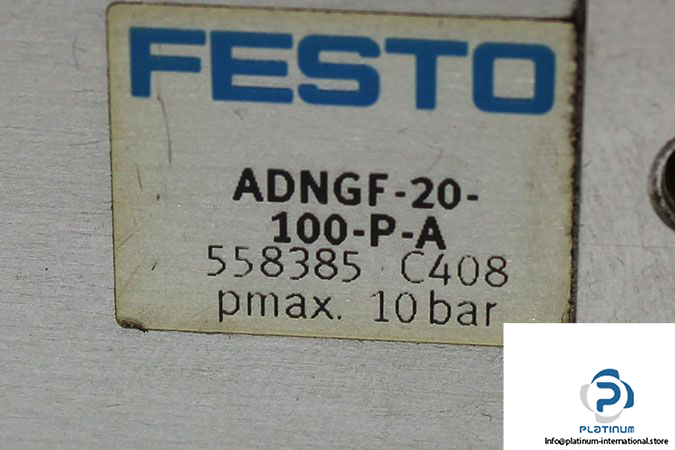 FESTO
ADNGF-20-
100-P-A
558385 C408
pmax. 10 bar
PLATINUM
Info@platinum-international.store